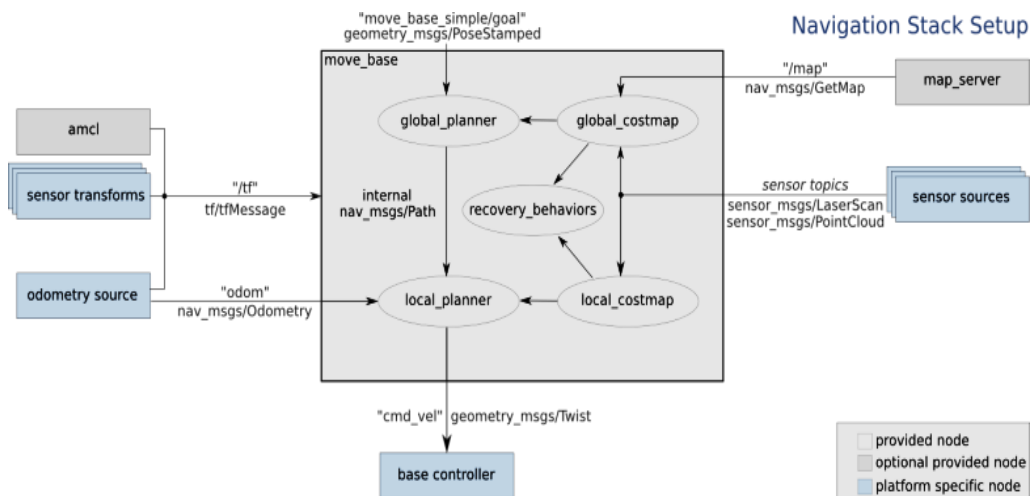 "move_base_simple/goal"
geometry_msgs/PoseStamped
Navigation Stack Setup
move_base
"/map"
nav_msgs/GetMap
map_server
amcl
global_planner
global_costmap
sensor transforms
"/tf"
tf/tfMessage
internal
nav_msgs/Path
recovery_behaviors
sensor topics
sensor_msgs/LaserScan
sensor_msgs/PointCloud
sensor sources
odometry source
"odom"
nav_msgs/Odometry
local_planner
local_costmap
"cmd_vel"
geometry_msgs/Twist
base controller
provided node
optional provided node
platform specific node